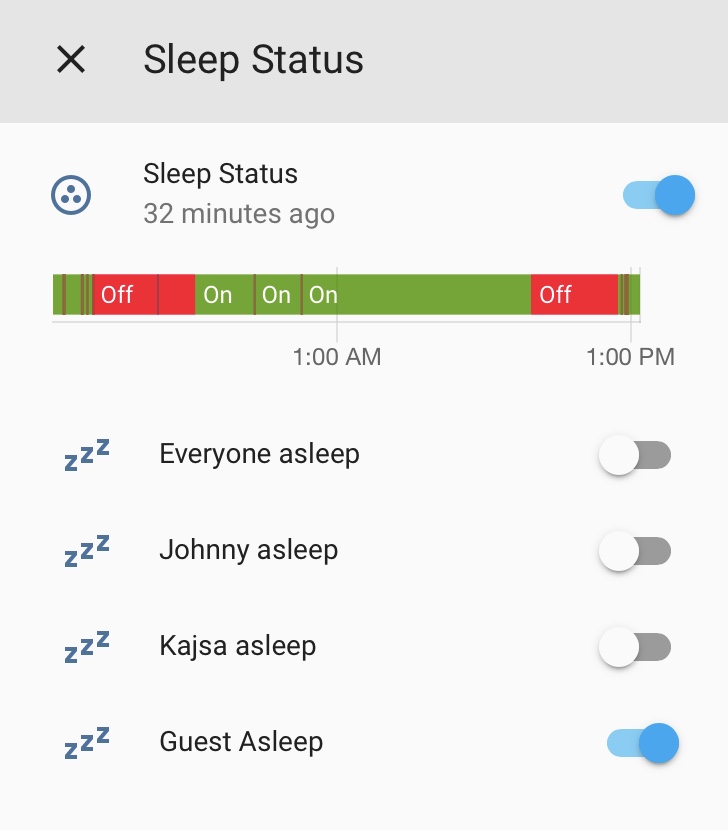 Sleep Status
Sleep Status
32 minutes ago
Off On On On Off
1:00 AM 1:00 PM
zzz Everyone asleep
zzz Johnny asleep
zzz Kajsa asleep
zzz Guest Asleep